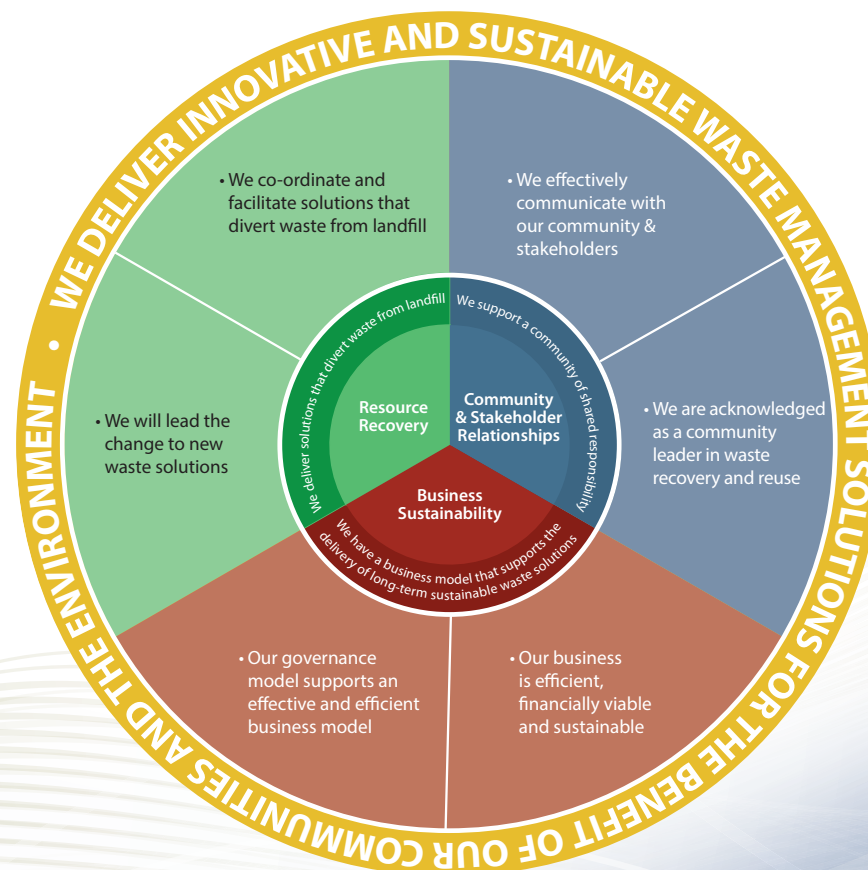 WE DELIVER INNOVATIVE AND SUSTAINABLE WASTE MANAGEMENT SOLUTIONS FOR THE BENEFIT OF OUR COMMUNITIES AND THE ENVIRONMENT •
• We co-ordinate and
facilitate solutions that
divert waste from landfill
• We effectively
communicate with
our community &
stakeholders
• We will lead the
change to new
waste solutions
• We are acknowledged
as a community
leader in waste
recovery and reuse
We deliver solutions that divert waste from landfill
Resource
Recovery
We support a community of shared responsibility
Community
& Stakeholder
Relationships
Business
Sustainability
We have a business model that supports the
delivery of long-term sustainable waste solutions
• Our governance
model supports an
effective and efficient
business model
• Our business
is efficient,
financially viable
and sustainable